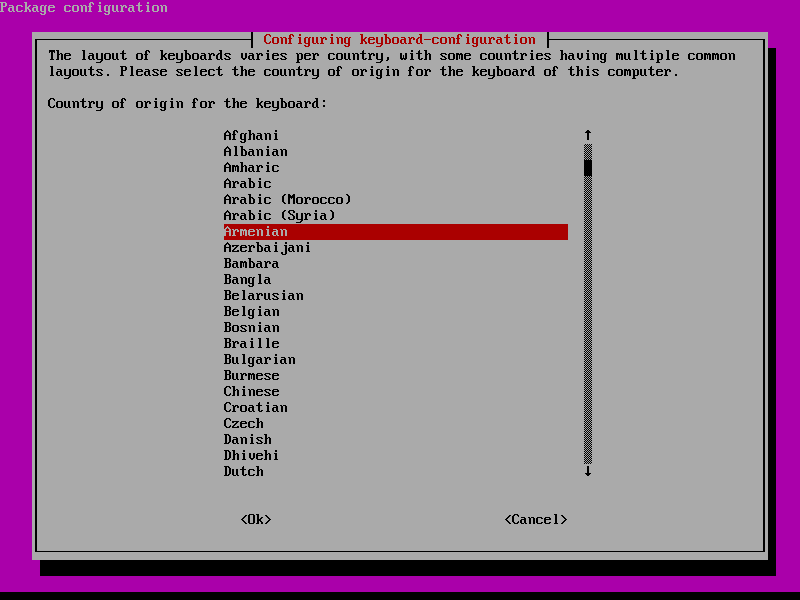 Package configuration
Configuring keyboard-configuration
The layout of keyboards varies per country, with some countries having multiple common
layouts. Please select the country of origin for the keyboard of this computer.
Country of origin for the keyboard:
Afghani
Albanian
Amharic
Arabic
Arabic (Morocco)
Arabic (Syria)
Armenian
Azerbaijani
Bambara
Bangla
Belarusian
Belgian
Bosnian
Braille
Bulgarian
Burmese
Chinese
Croatian
Czech
Danish
Dhivehi
Dutch
<Ok> <Cancel>